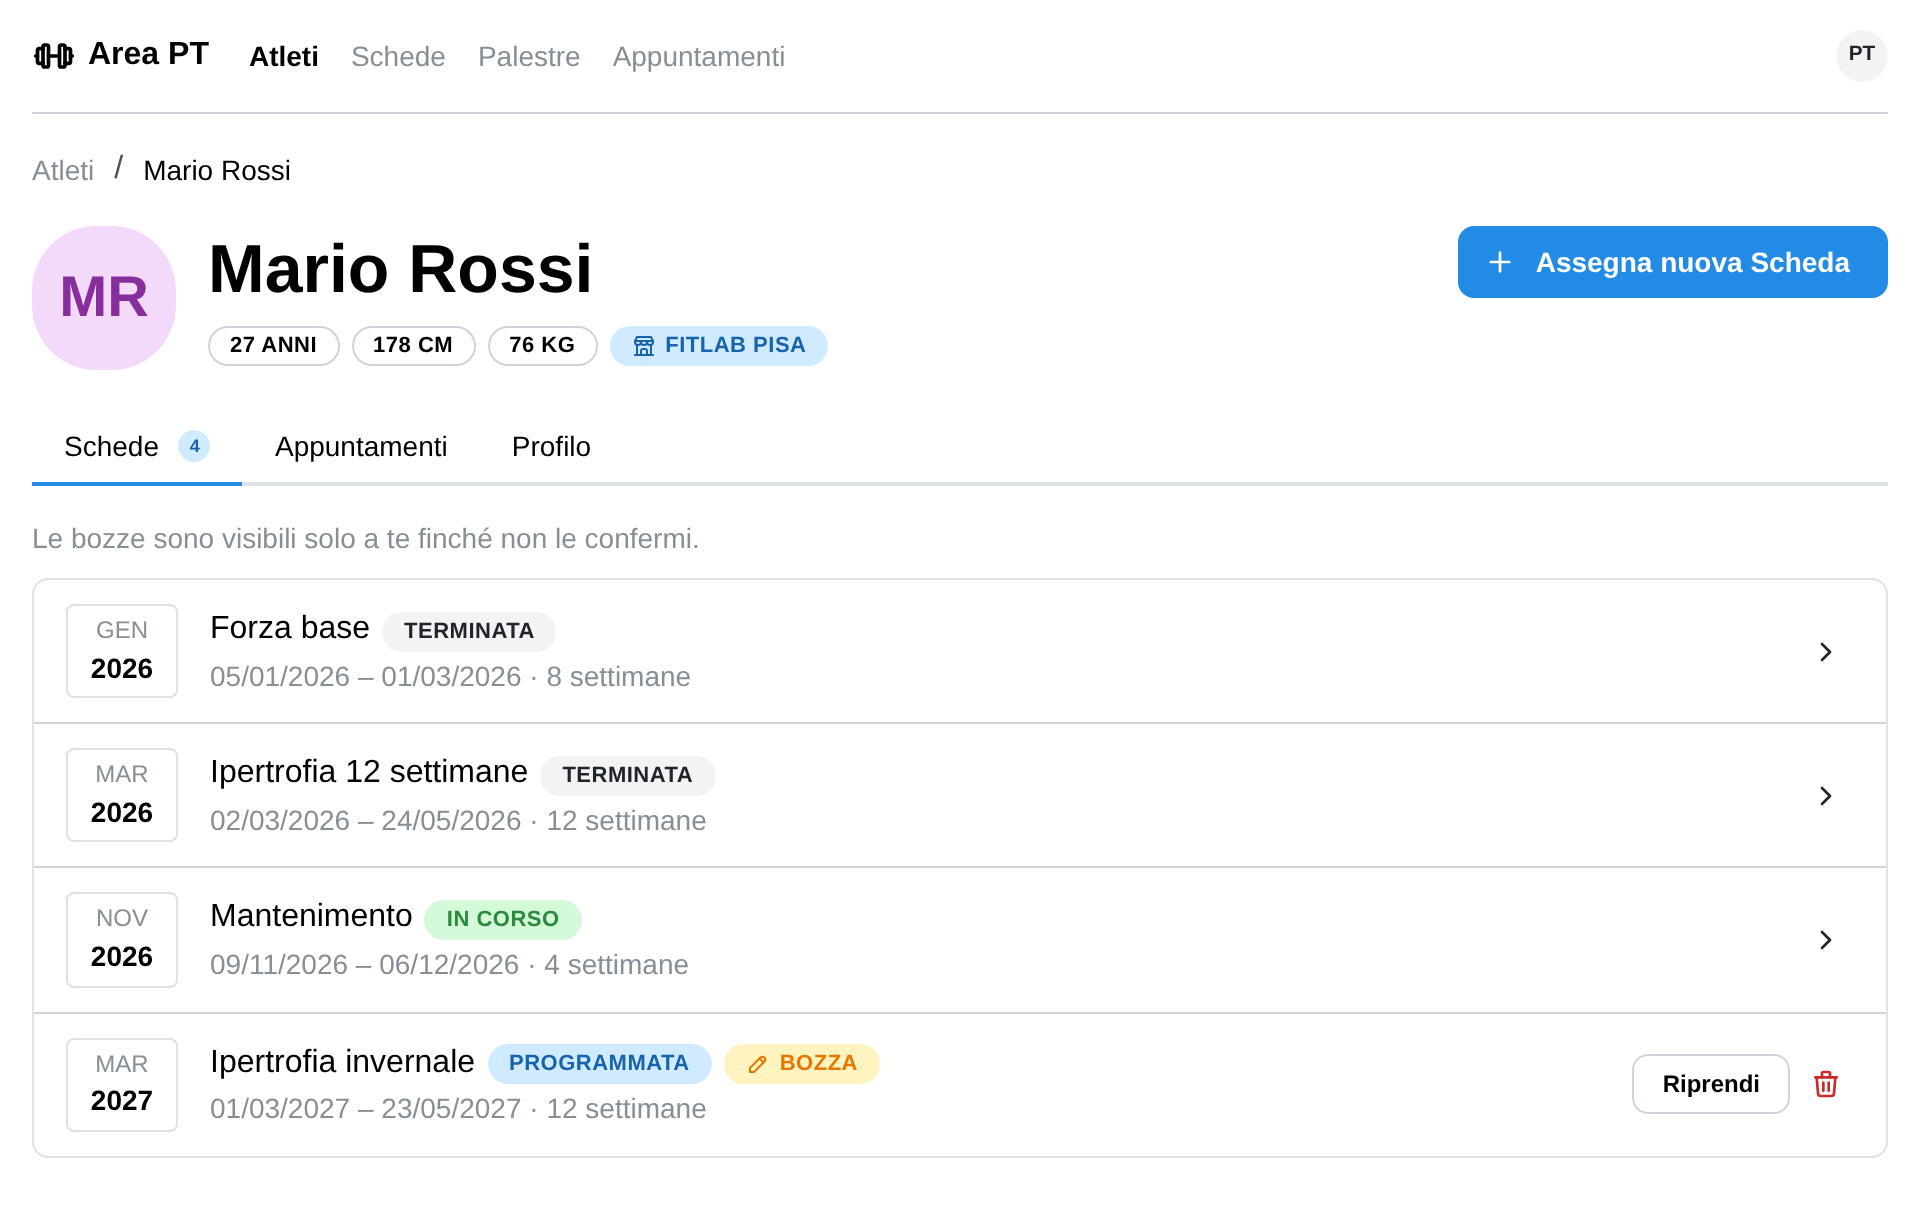 Area PT Atleti Schede Palestre Appuntamenti PT
Atleti / Mario Rossi
MR
Mario Rossi
Assegna nuova Scheda
27 ANNI 178 CM 76 KG FITLAB PISA
Schede 4 Appuntamenti Profilo
Le bozze sono visibili solo a te finché non le confermi.
GEN
2026
Forza base TERMINATA
05/01/2026 – 01/03/2026 · 8 settimane
MAR
2026
Ipertrofia 12 settimane TERMINATA
02/03/2026 – 24/05/2026 · 12 settimane
NOV
2026
Mantenimento IN CORSO
09/11/2026 – 06/12/2026 · 4 settimane
MAR
2027
Ipertrofia invernale PROGRAMMATA BOZZA
01/03/2027 – 23/05/2027 · 12 settimane
Riprendi